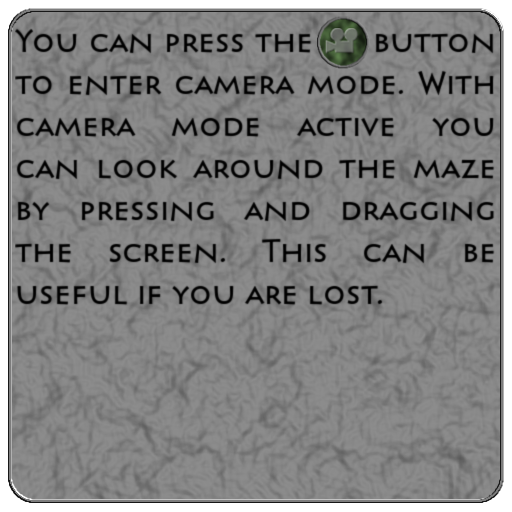 You can press the button
to enter camera mode. With
camera mode active you
can look around the maze
by pressing and dragging
the screen. This can be
useful if you are lost.